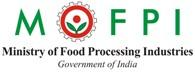 MOFPI
Ministry of Food Processing Industries
Government of India